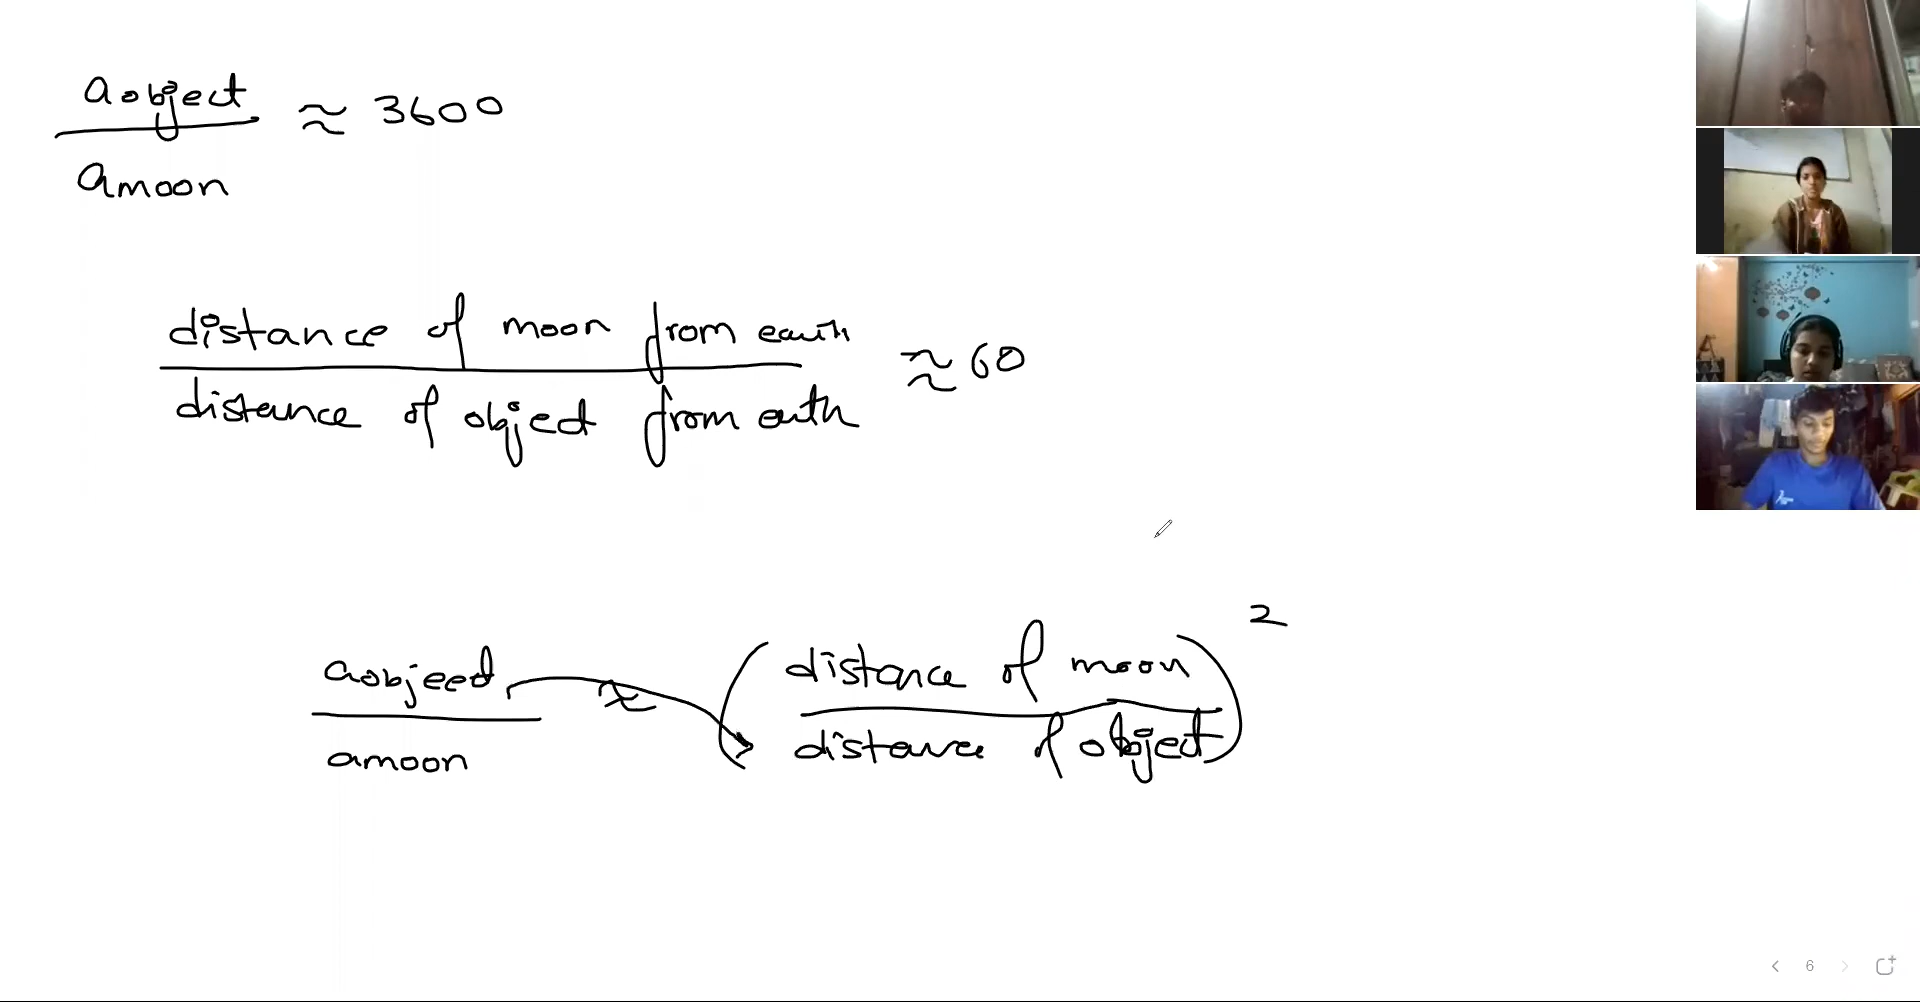 aobject
≈ 3600
amoon
distance of moon from earth
≈ 60
distance of object from earth
2
aobject
≈ ( distance of moon )
amoon
distance of object
6